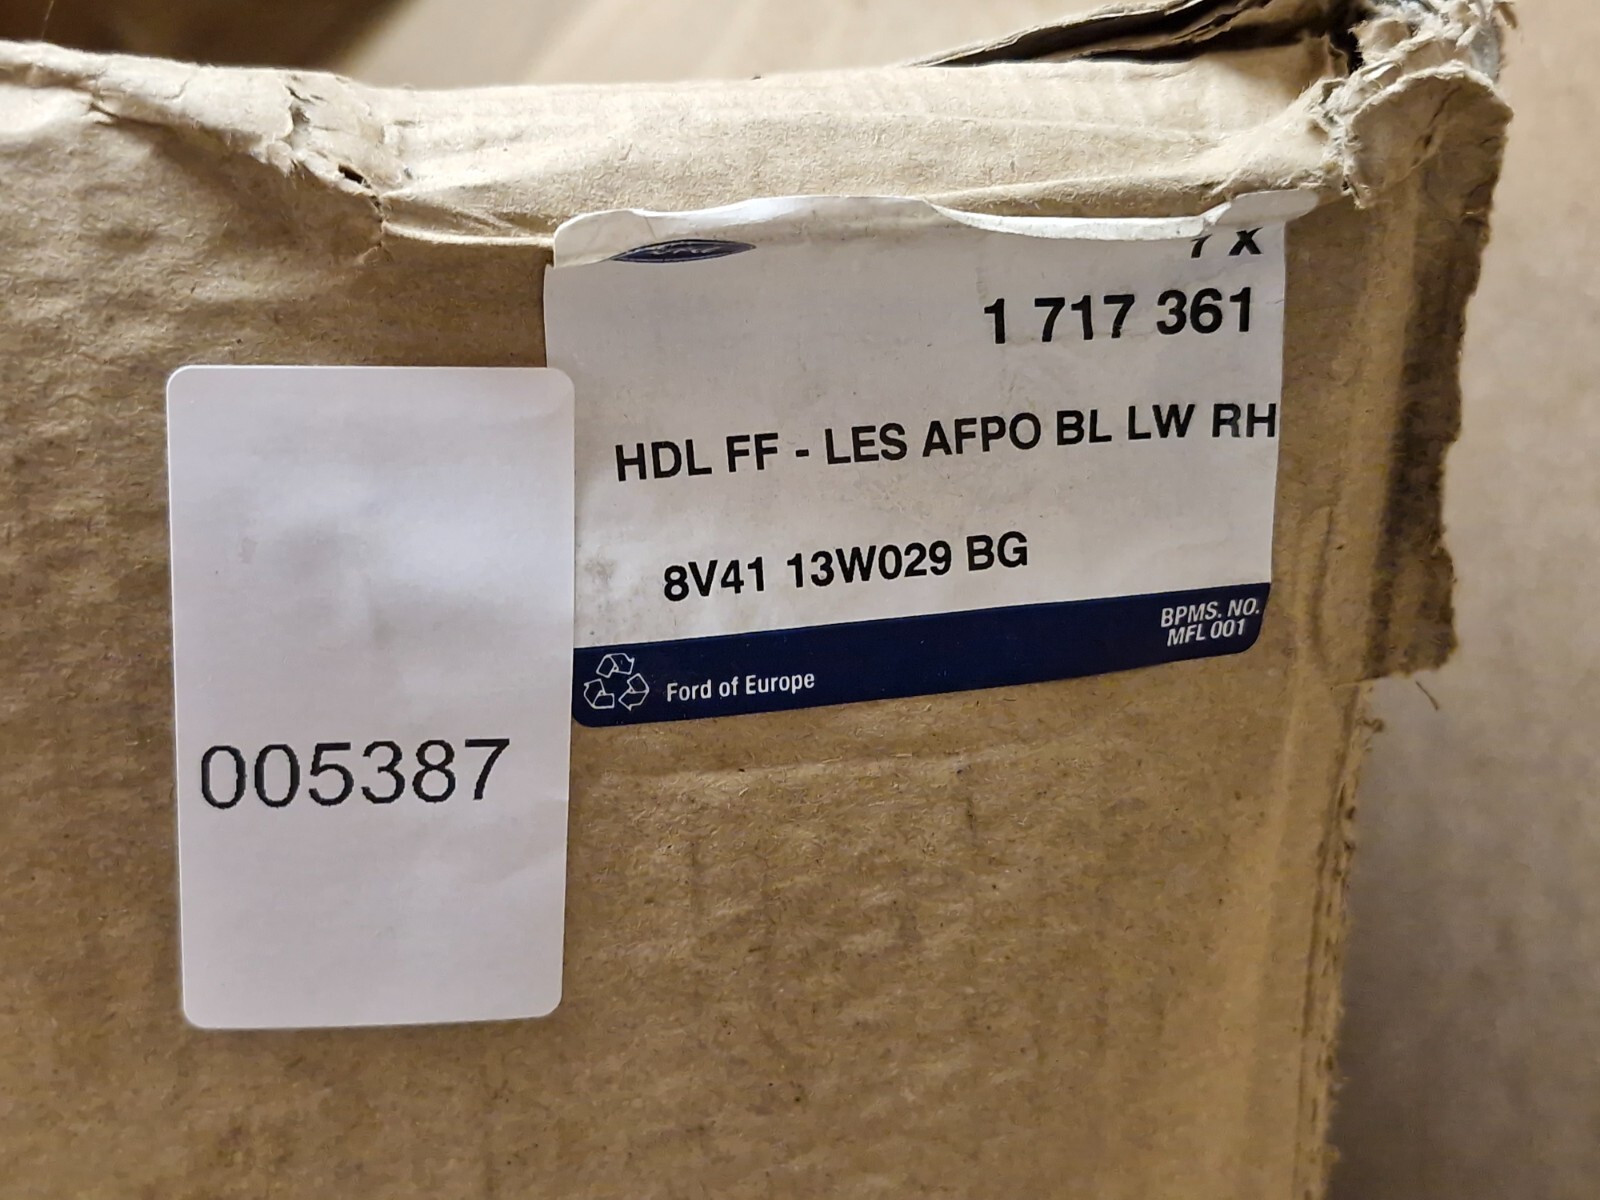 1 717 361
HDL FF - LES AFPO BL LW RH
8V41 13W029 BG
BPMS. NO.
MFL 001
Ford of Europe
005387